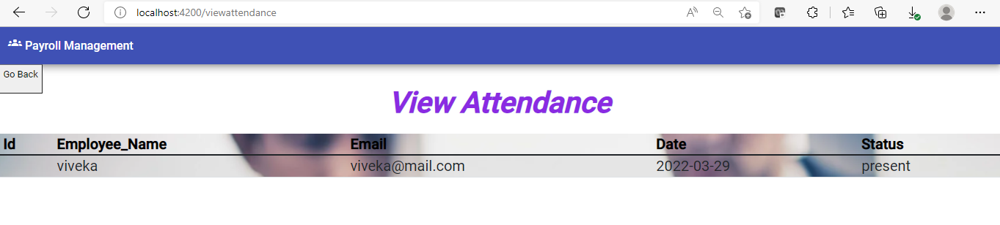 localhost:4200/viewattendance
Payroll Management
Go Back
View Attendance
Id Employee_Name Email Date Status
viveka viveka@mail.com 2022-03-29 present